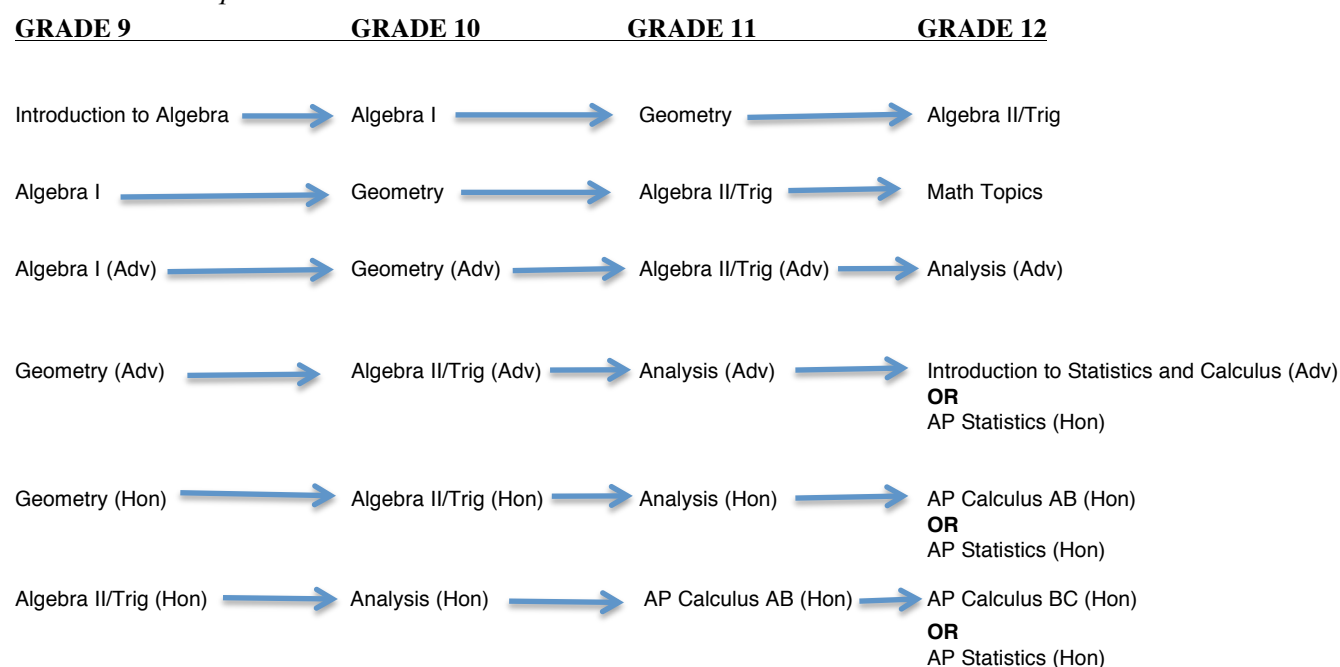 GRADE 9 GRADE 10 GRADE 11 GRADE 12
Introduction to Algebra Algebra I Geometry Algebra II/Trig
Algebra I Geometry Algebra II/Trig Math Topics
Algebra I (Adv) Geometry (Adv) Algebra II/Trig (Adv) Analysis (Adv)
Geometry (Adv) Algebra II/Trig (Adv) Analysis (Adv) Introduction to Statistics and Calculus (Adv)
OR
AP Statistics (Hon)
Geometry (Hon) Algebra II/Trig (Hon) Analysis (Hon) AP Calculus AB (Hon)
OR
AP Statistics (Hon)
Algebra II/Trig (Hon) Analysis (Hon) AP Calculus AB (Hon) AP Calculus BC (Hon)
OR
AP Statistics (Hon)